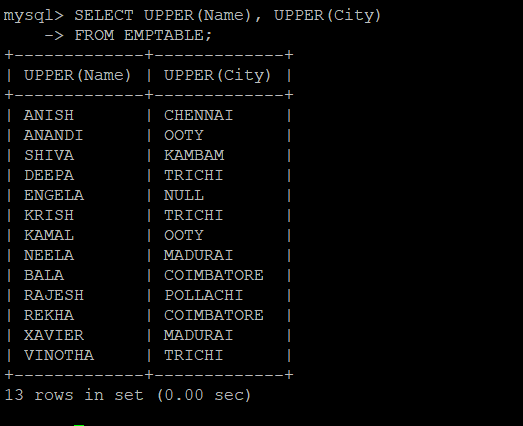 mysql> SELECT UPPER(Name), UPPER(City)
    -> FROM EMPTABLE;
+-------------+-------------+
| UPPER(Name) | UPPER(City) |
+-------------+-------------+
| ANISH       | CHENNAI     |
| ANANDI      | OOTY        |
| SHIVA       | KAMBAM      |
| DEEPA       | TRICHI      |
| ENGELA      | NULL        |
| KRISH       | TRICHI      |
| KAMAL       | OOTY        |
| NEELA       | MADURAI     |
| BALA        | COIMBATORE  |
| RAJESH      | POLLACHI    |
| REKHA       | COIMBATORE  |
| XAVIER      | MADURAI     |
| VINOTHA     | TRICHI      |
+-------------+-------------+
13 rows in set (0.00 sec)